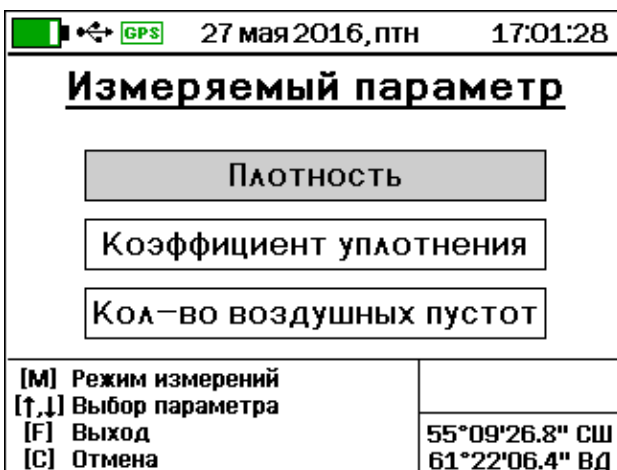 GPS 27 мая 2016, птн 17:01:28
Измеряемый параметр
Плотность
Коэффициент уплотнения
Кол-во воздушных пустот
[M] Режим измерений
[↑,↓] Выбор параметра
[F] Выход
[C] Отмена
55°09'26.8" СШ
61°22'06.4" ВД